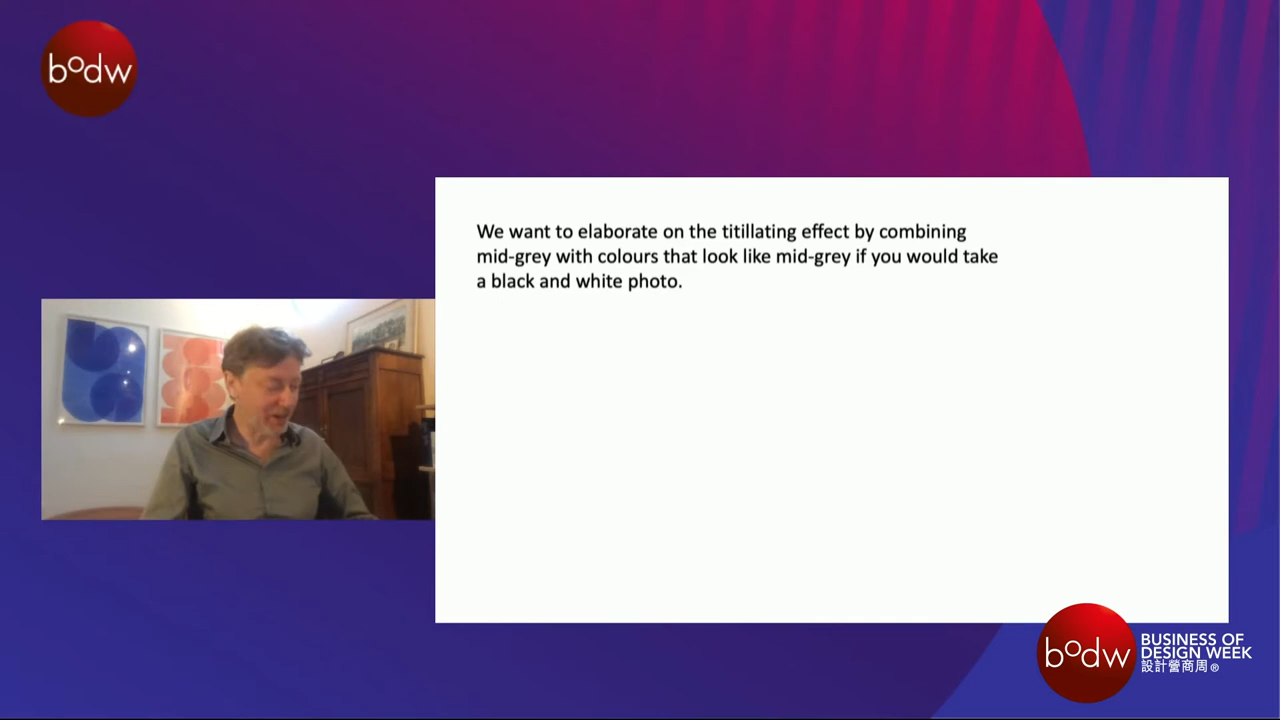 bodw
We want to elaborate on the titillating effect by combining
mid-grey with colours that look like mid-grey if you would take
a black and white photo.
bodw
BUSINESS OF
DESIGN WEEK
設計營商周®